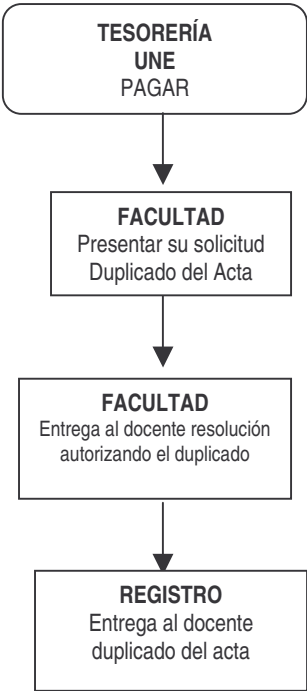 TESORERÍA
UNE
PAGAR
FACULTAD
Presentar su solicitud
Duplicado del Acta
FACULTAD
Entrega al docente resolución
autorizando el duplicado
REGISTRO
Entrega al docente
duplicado del acta